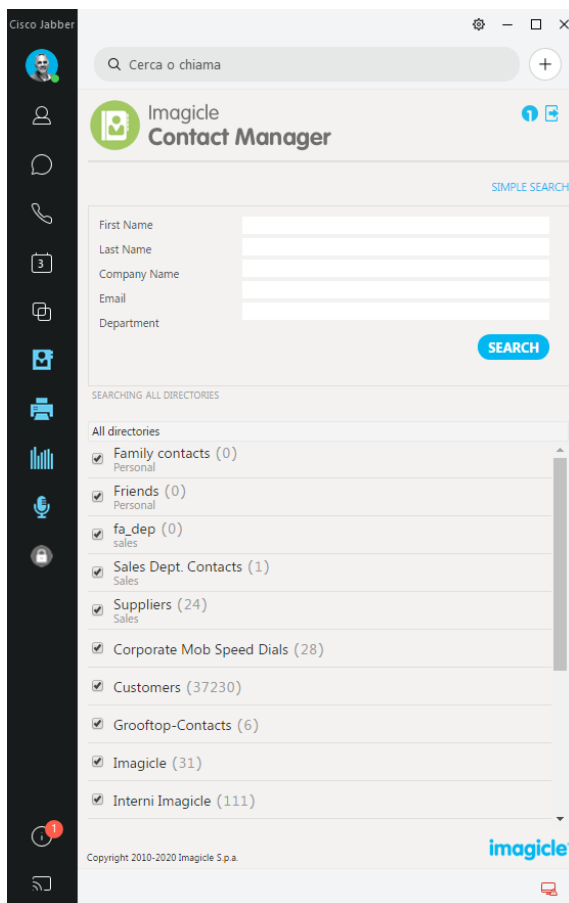 Cisco Jabber
Cerca o chiama
Imagicle
Contact Manager
SIMPLE SEARCH
First Name
Last Name
Company Name
Email
Department
SEARCH
SEARCHING ALL DIRECTORIES
All directories
Family contacts (0)
Personal
Friends (0)
Personal
fa_dep (0)
sales
Sales Dept. Contacts (1)
Sales
Suppliers (24)
Sales
Corporate Mob Speed Dials (28)
Customers (37230)
Grooftop-Contacts (6)
Imagicle (31)
Interni Imagicle (111)
3
1
Copyright 2010-2020 Imagicle S.p.a.
imagicle